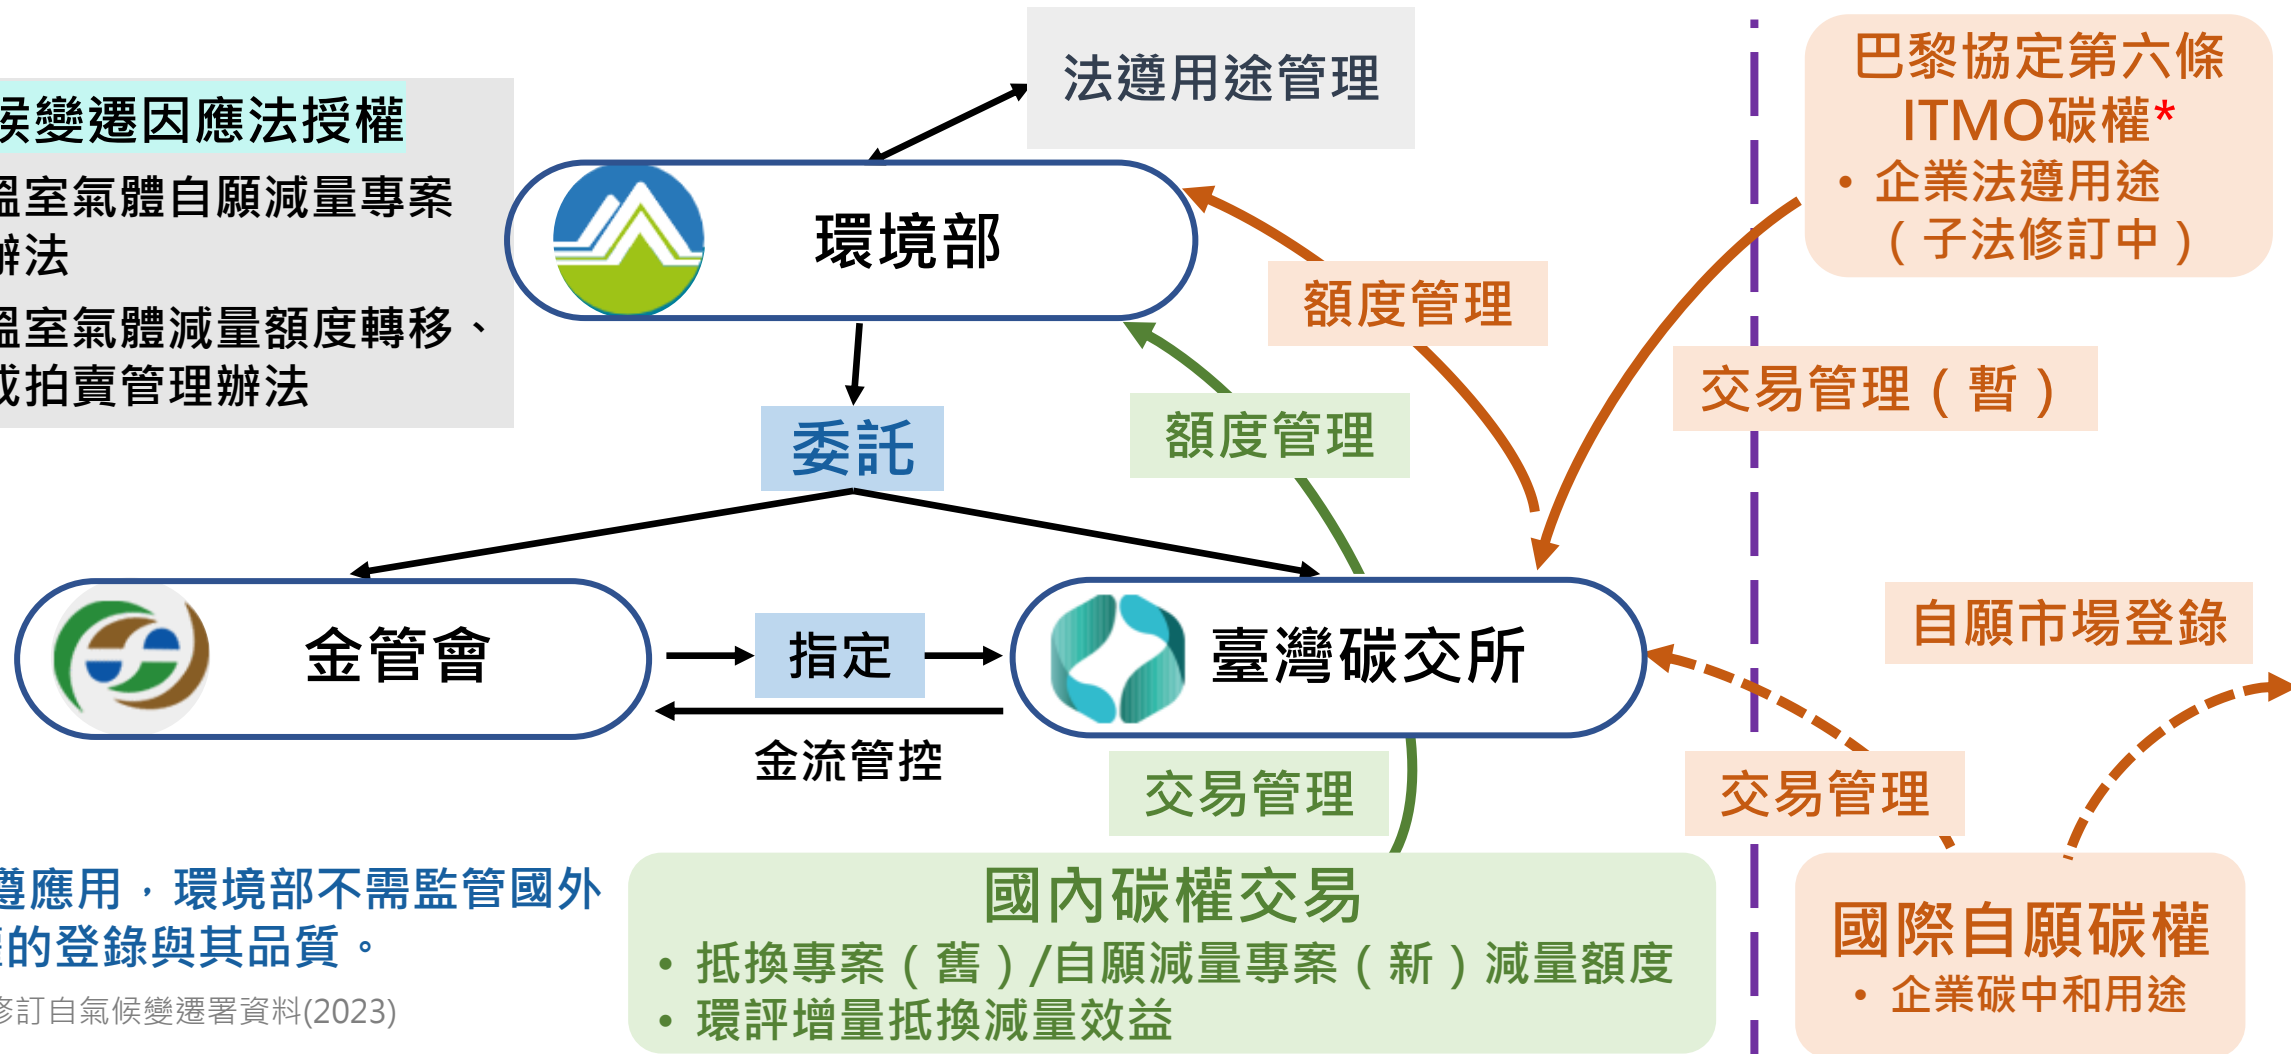 法遵用途管理
候變遷因應法授權
溫室氣體自願減量專案
辦法
溫室氣體減量額度轉移、
或拍賣管理辦法
環境部
額度管理
額度管理
委託
巴黎協定第六條
ITMO碳權*
• 企業法遵用途
（子法修訂中）
交易管理（暫）
金管會
指定
金流管控
臺灣碳交所
自願市場登錄
交易管理
交易管理
遵應用，環境部不需監管國外
權的登錄與其品質。
修訂自氣候變遷署資料(2023)
國內碳權交易
• 抵換專案（舊）/自願減量專案（新）減量額度
• 環評增量抵換減量效益
國際自願碳權
• 企業碳中和用途